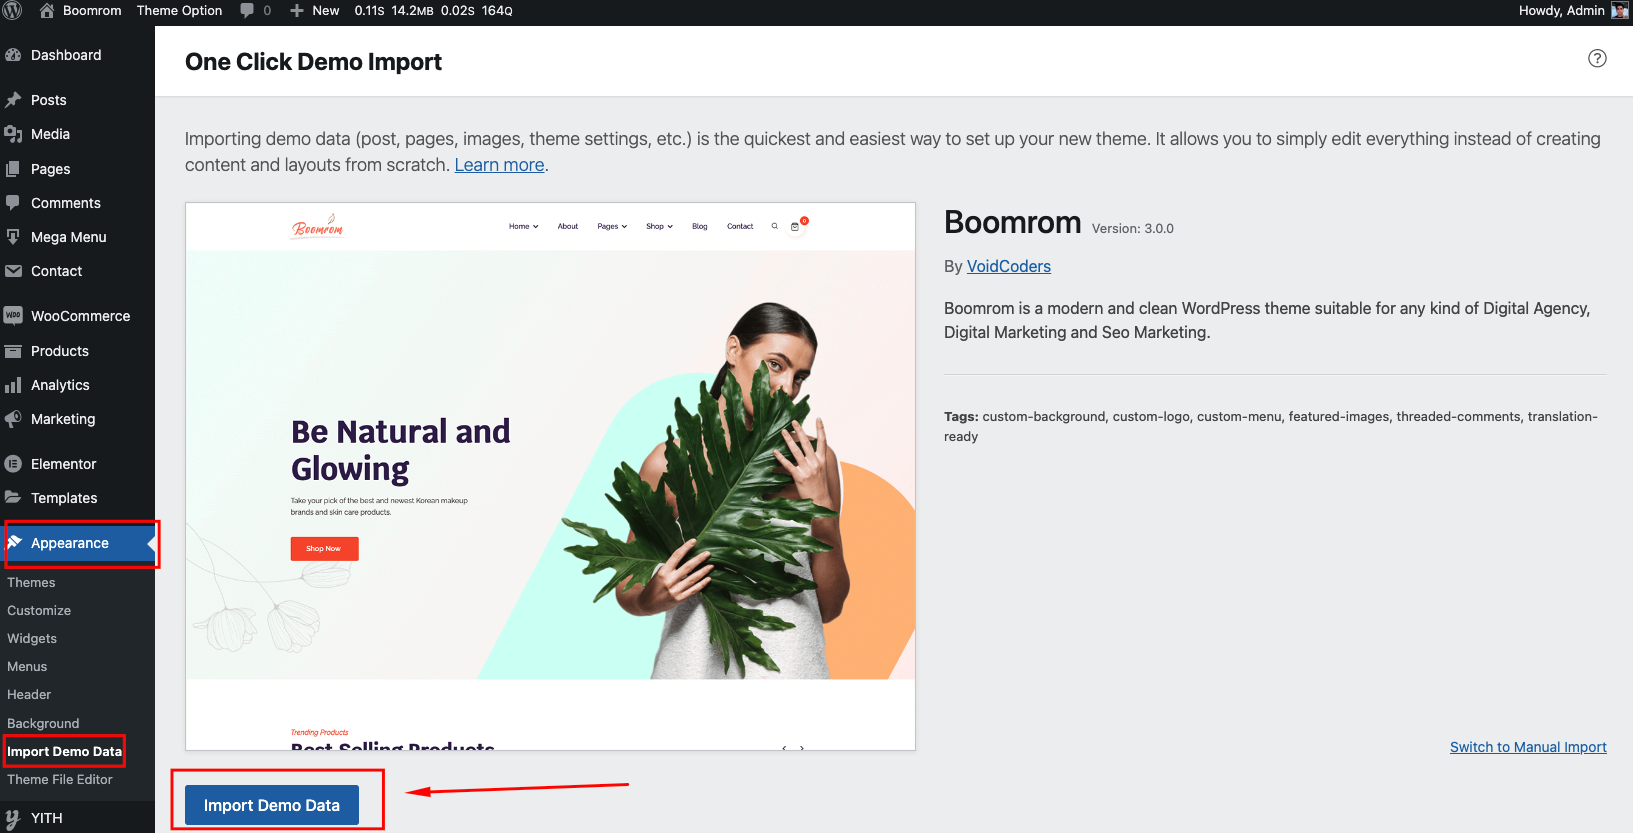 Boomrom
Theme Option
0
New
0.11S 14.2MB 0.02S 164Q
Howdy, Admin
Dashboard
Posts
Media
Pages
Comments
Mega Menu
Contact
WooCommerce
Products
Analytics
Marketing
Elementor
Templates
Appearance
Themes
Customize
Widgets
Menus
Header
Background
Import Demo Data
Theme File Editor
YITH
One Click Demo Import
Importing demo data (post, pages, images, theme settings, etc.) is the quickest and easiest way to set up your new theme. It allows you to simply edit everything instead of creating
content and layouts from scratch. Learn more.
Boomrom
Home
About
Pages
Shop
Blog
Contact
0
Be Natural and
Glowing
Take your pick of the best and newest Korean makeup
brands and skin care products.
Shop Now
Trending Products
Best Selling Products
Boomrom Version: 3.0.0
By VoidCoders
Boomrom is a modern and clean WordPress theme suitable for any kind of Digital Agency,
Digital Marketing and Seo Marketing.
Tags: custom-background, custom-logo, custom-menu, featured-images, threaded-comments, translation-
ready
Switch to Manual Import
Import Demo Data